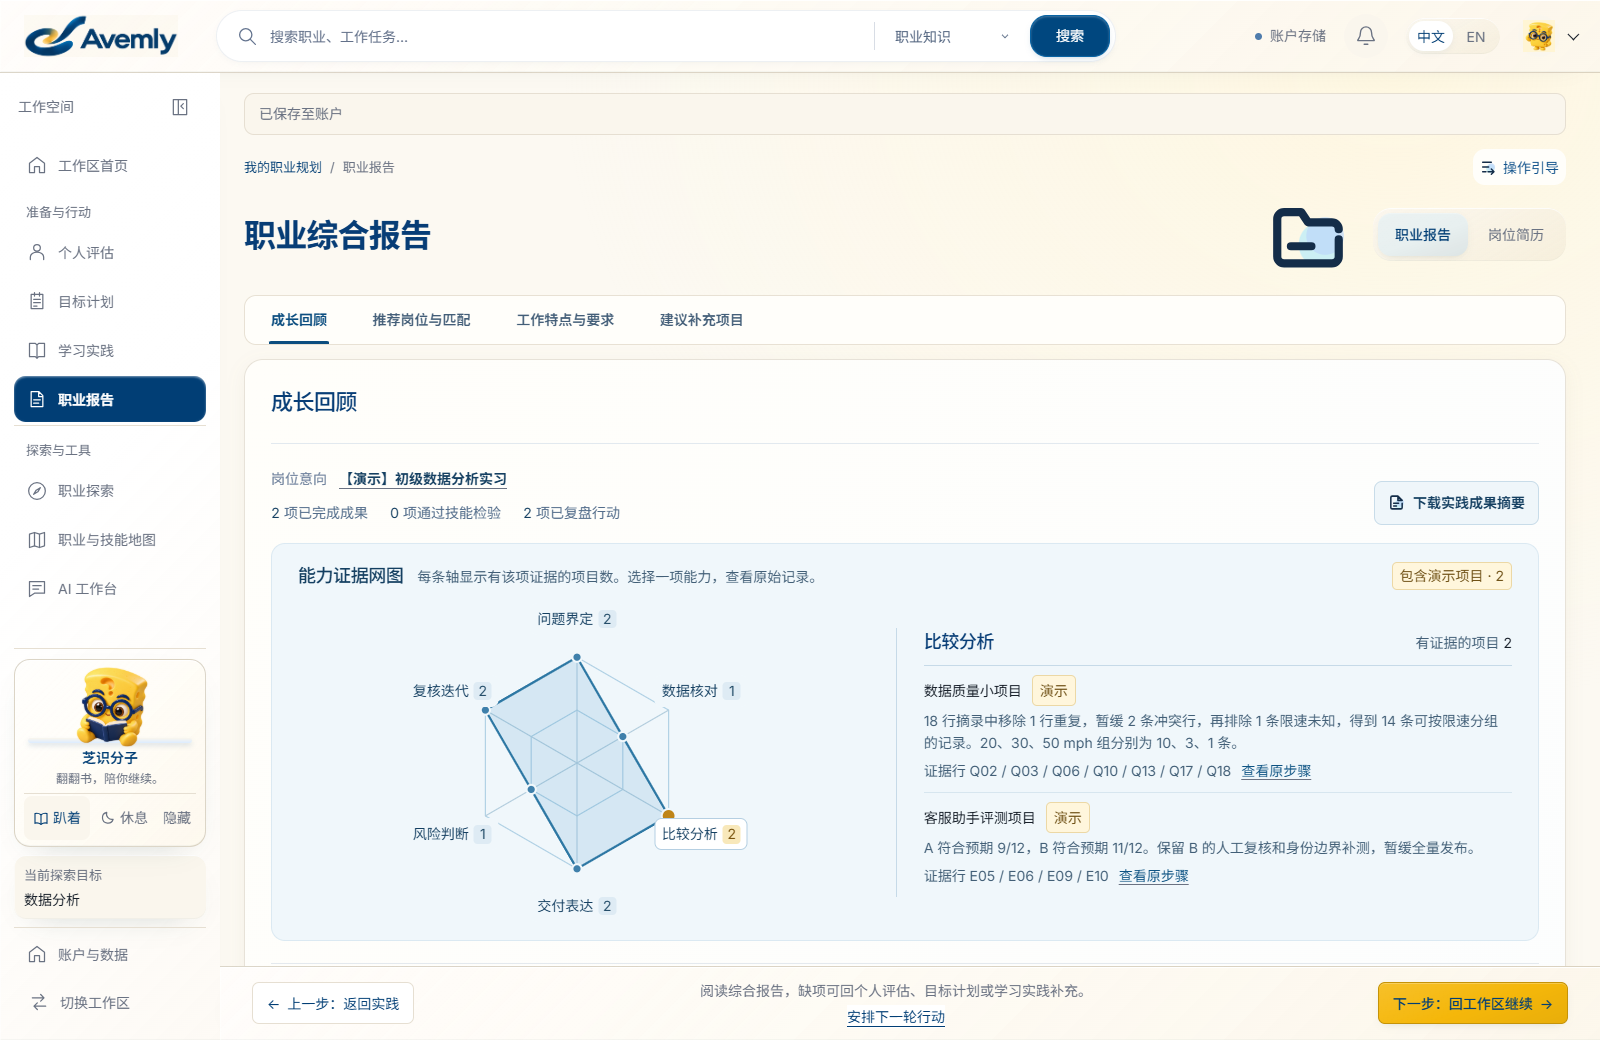 Avemly
搜索职业、工作任务...
职业知识
搜索
账户存储
中文
EN
工作空间
工作区首页
准备与行动
个人评估
目标计划
学习实践
职业报告
探索与工具
职业探索
职业与技能地图
AI 工作台
芝识分子
翻翻书，陪你继续。
趴着
休息
隐藏
当前探索目标
数据分析
账户与数据
切换工作区
已保存至账户
我的职业规划 / 职业报告
操作引导
职业综合报告
职业报告
岗位简历
成长回顾
推荐岗位与匹配
工作特点与要求
建议补充项目
成长回顾
岗位意向 【演示】初级数据分析实习
2 项已完成成果 0 项通过技能检验 2 项已复盘行动
下载实践成果摘要
能力证据网图 每条轴显示有该项证据的项目数。选择一项能力，查看原始记录。
包含演示项目 · 2
问题界定 2
复核迭代 2
数据核对 1
风险判断 1
比较分析 2
交付表达 2
比较分析
有证据的项目 2
数据质量小项目 演示
18 行摘录中移除 1 行重复，暂缓 2 条冲突行，再排除 1 条限速未知，得到 14 条可按限速分组
的记录。20、30、50 mph 组分别为 10、3、1 条。
证据行 Q02 / Q03 / Q06 / Q10 / Q13 / Q17 / Q18 查看原步骤
客服助手评测项目 演示
A 符合预期 9/12，B 符合预期 11/12。保留 B 的人工复核和身份边界补测，暂缓全量发布。
证据行 E05 / E06 / E09 / E10 查看原步骤
← 上一步：返回实践
阅读综合报告，缺项可回个人评估、目标计划或学习实践补充。
安排下一轮行动
下一步：回工作区继续 →